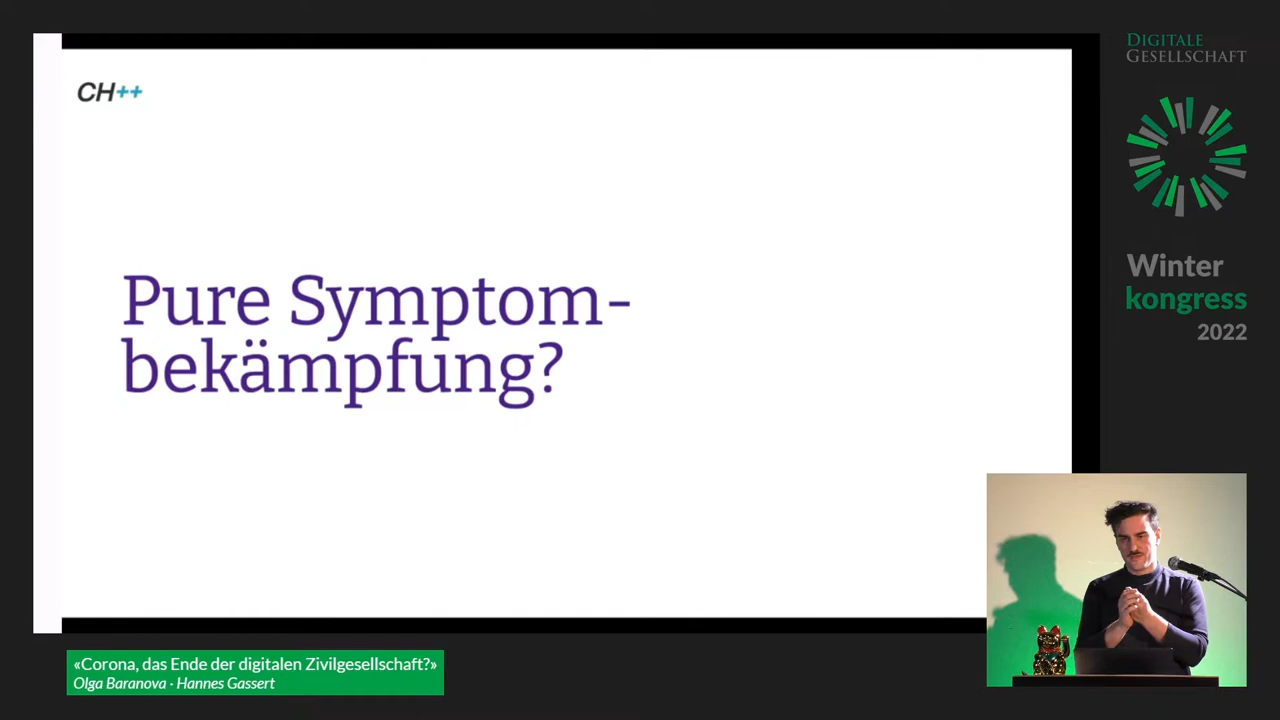 CH++
Pure Symptom-
bekämpfung?
DIGITALE
GESELLSCHAFT
Winter
kongress
2022
«Corona, das Ende der digitalen Zivilgesellschaft?»
Olga Baranova · Hannes Gassert